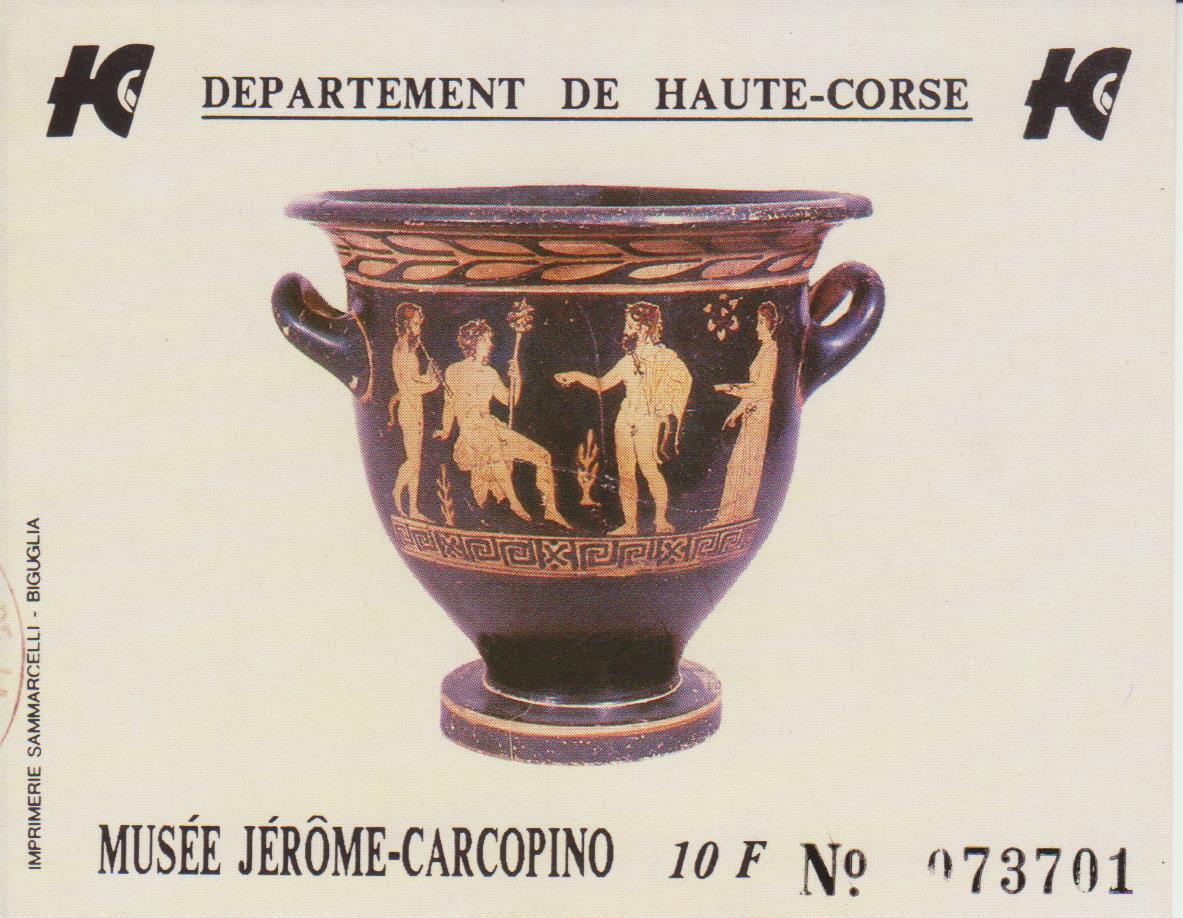 DEPARTEMENT DE HAUTE-CORSE
IMPRIMERIE SAMMARCELLI - BIGUGLIA
MUSÉE JÉRÔME-CARCOPINO 10 F Nº 073701